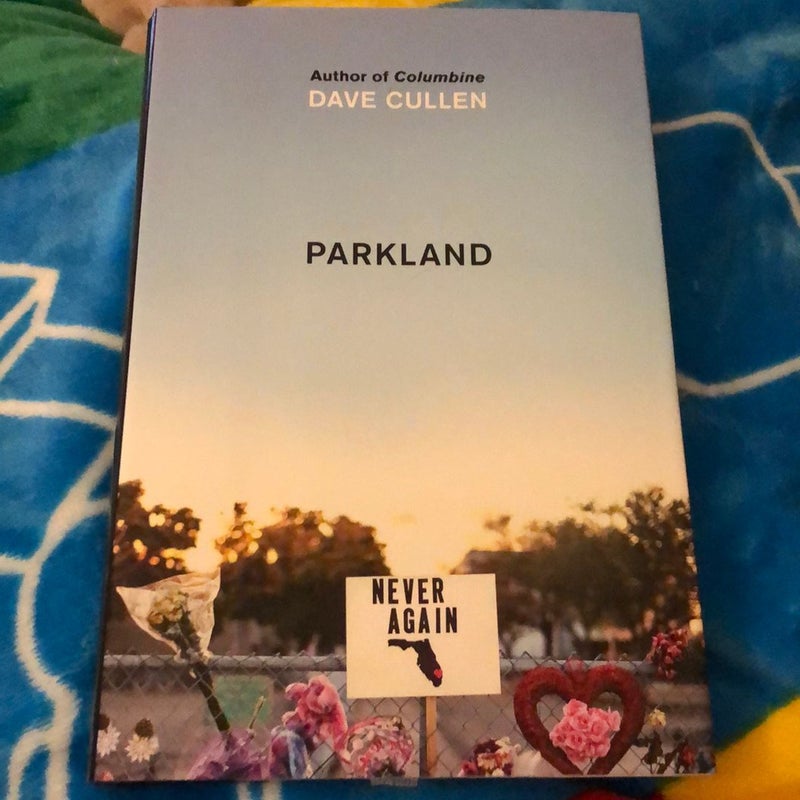 Author of Columbine
DAVE CULLEN
PARKLAND
NEVER
AGAIN